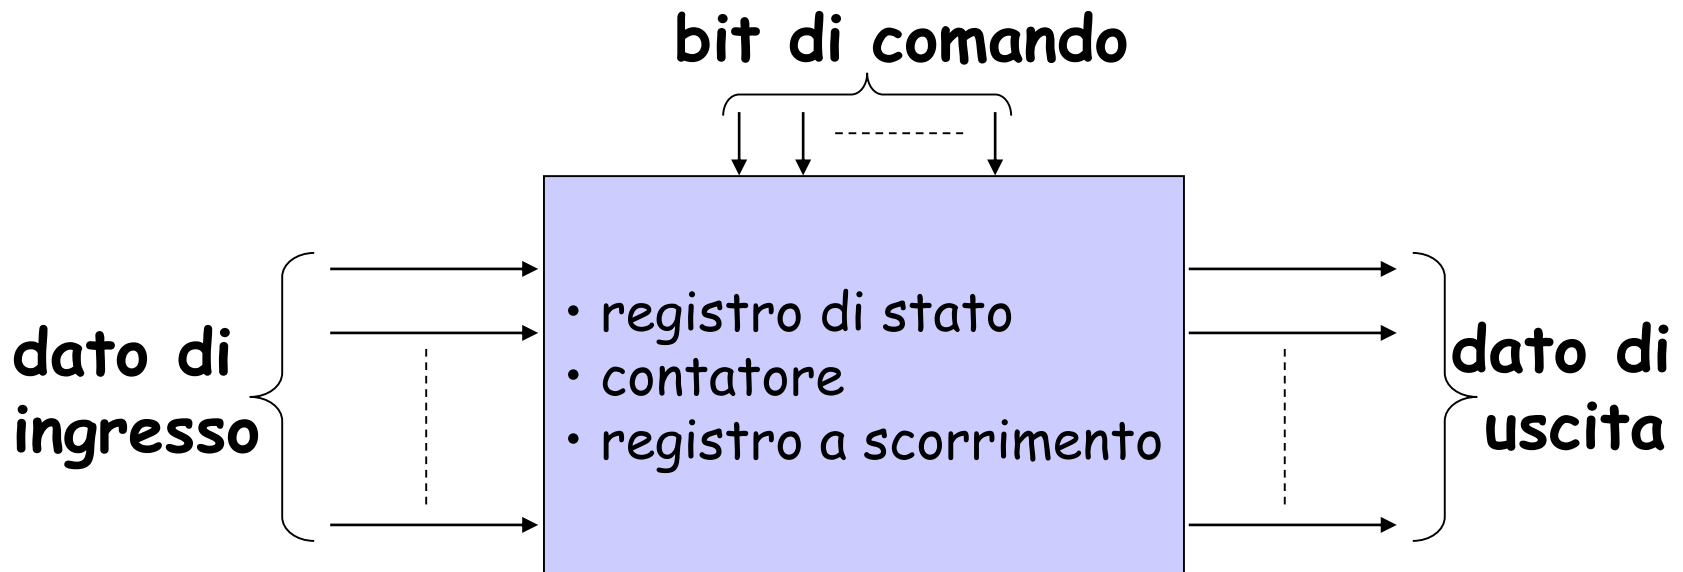 bit di comando
dato di
ingresso
• registro di stato
• contatore
• registro a scorrimento
dato di
uscita